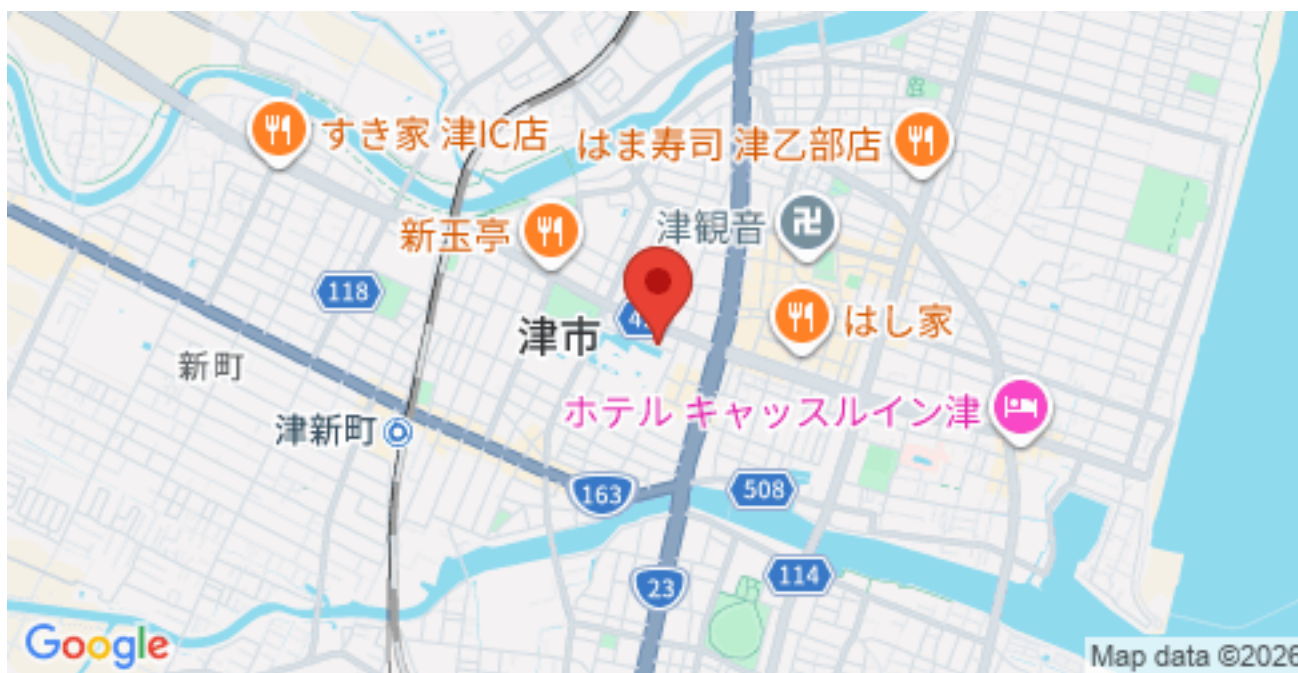 すき家 津IC店
はま寿司 津乙部店
新玉亭
津観音
卍
118
津市
はし家
新町
ホテル キャッスルイン津
津新町
163
508
23
114
Google
Map data ©2026